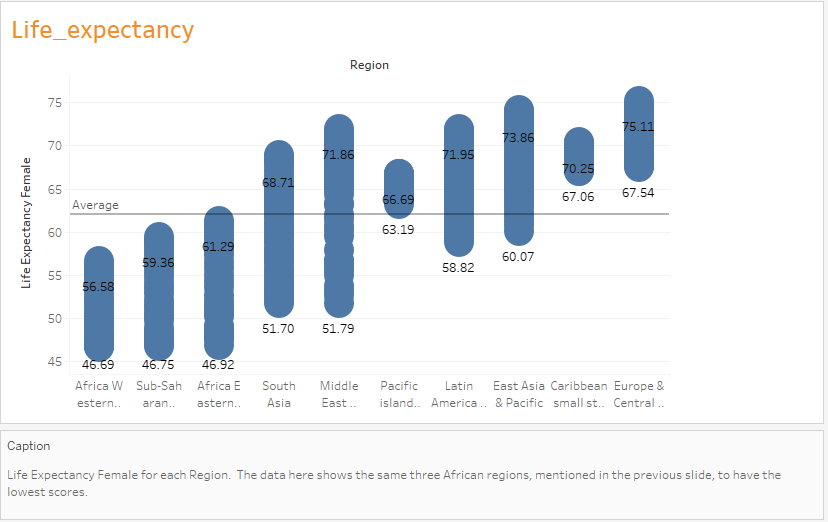 Life_expectancy
Region
Life Expectancy Female
75
70
65
60
55
50
45
Average
56.58
46.69
59.36
46.75
61.29
46.92
68.71
51.70
71.86
51.79
66.69
63.19
71.95
58.82
73.86
60.07
70.25
67.06
75.11
67.54
Africa W
estern..
Sub-Sah
aran..
Africa E
astern..
South
Asia
Middle
East ..
Pacific
island..
Latin
America ..
East Asia
& Pacific
Caribbean
small st..
Europe &
Central ..
Caption
Life Expectancy Female for each Region.  The data here shows the same three African regions, mentioned in the previous slide, to have the
lowest scores.